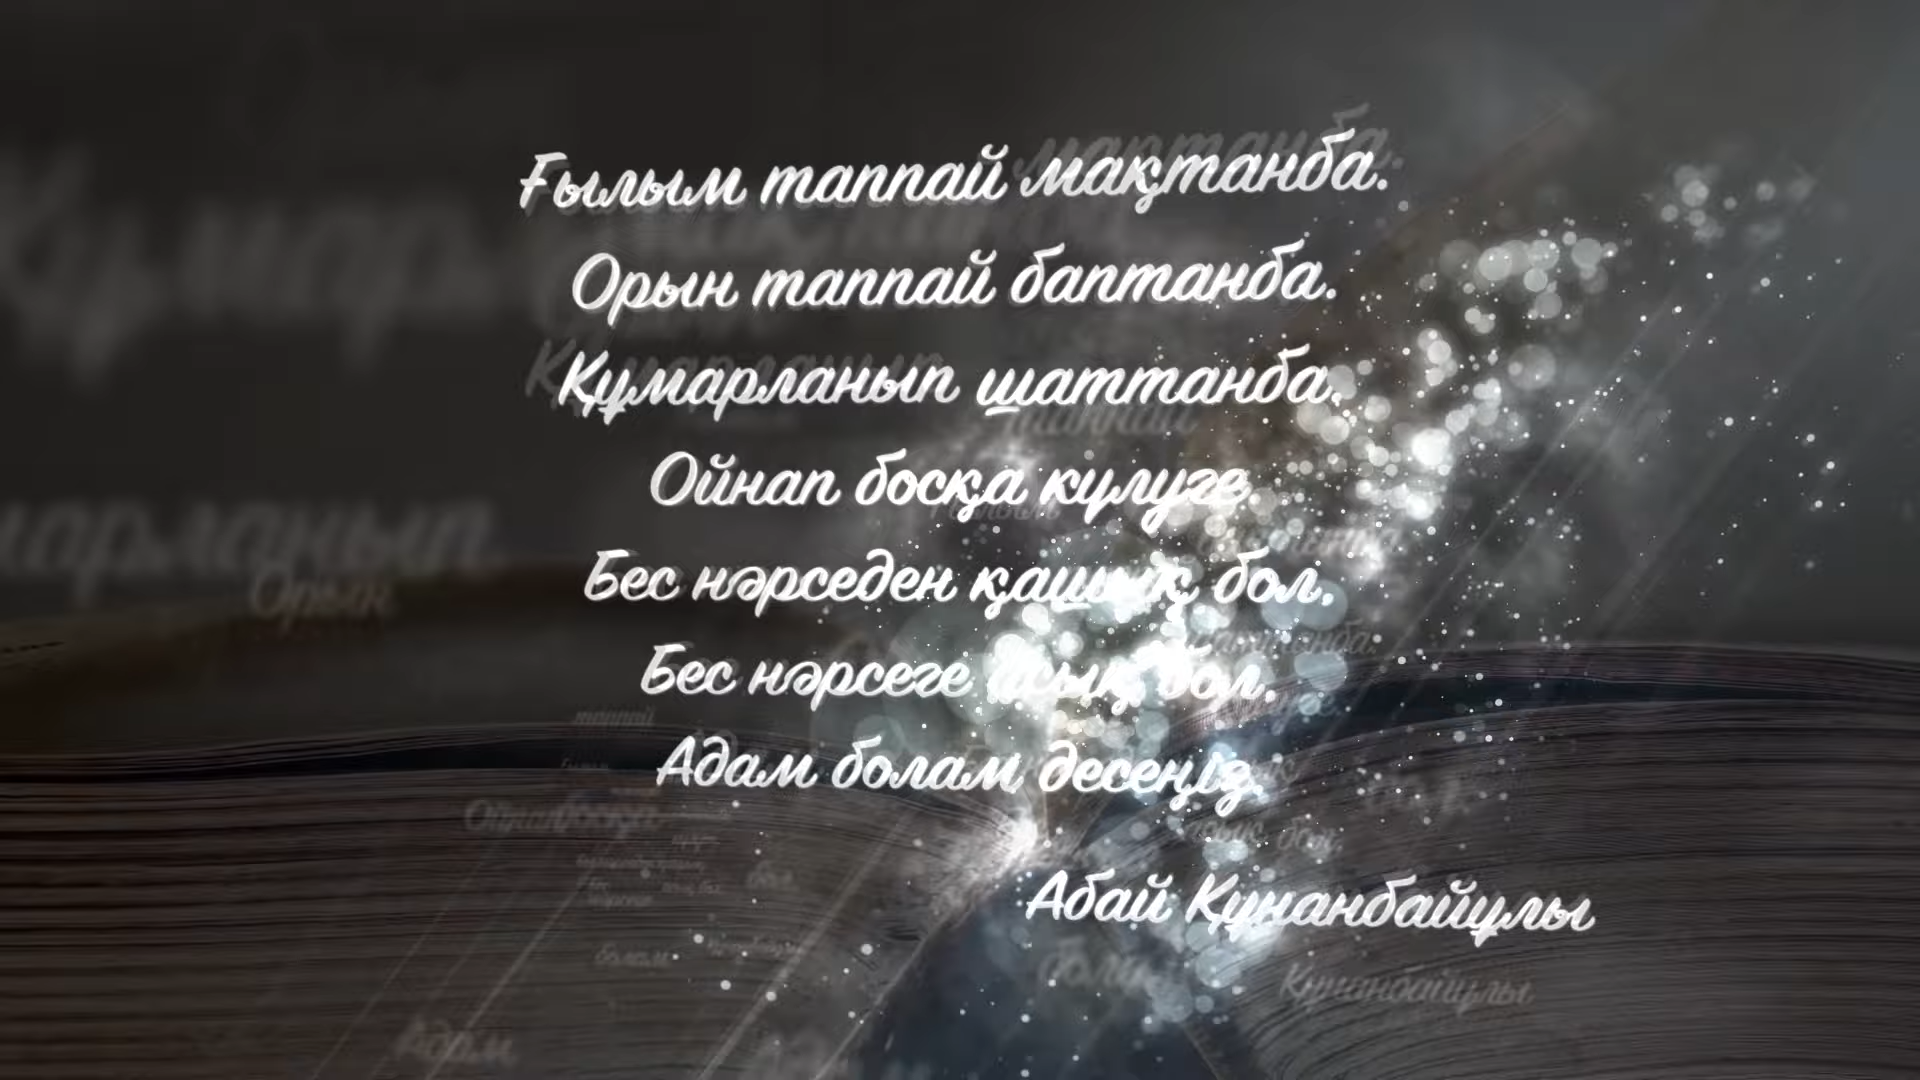 Ғылым таппай мақтанба.
Орын таппай баптанба.
Құмарланып шаттанба.
Ойнап босқа күлуге.
Бес нәрседен қашық бол,
Бес нәрсеге асық бол,
Адам болам десеңіз.
Абай Құнанбайұлы